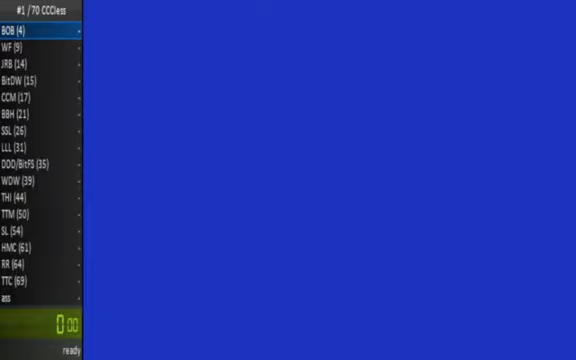 #1 / 70 CCCless
BOB (4) -
WF (9) -
JRB (14) -
BitDW (15) -
CCM (17) -
BBH (21) -
SSL (26) -
LLL (31) -
DDD/BitFS (35) -
WDW (39) -
THI (44) -
TTM (50) -
SL (54) -
HMC (61) -
RR (64) -
TTC (69) -
ass -
0 00
ready